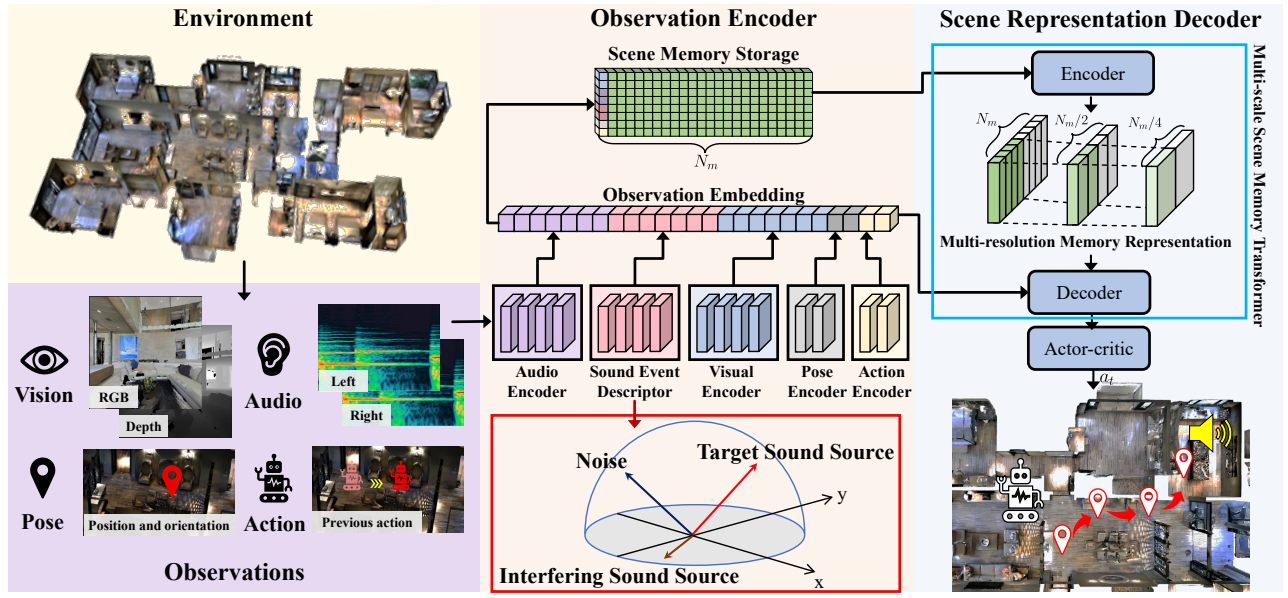 Environment
Vision
RGB
Depth
Audio
Left
Right
Pose
Position and orientation
Action
Previous action
Observations
Observation Encoder
Scene Memory Storage
N_m
Observation Embedding
Audio
Encoder
Sound Event
Descriptor
Visual
Encoder
Pose
Encoder
Action
Encoder
Noise
Target Sound Source
y
x
Interfering Sound Source
Scene Representation Decoder
Encoder
N_m
N_m/2
N_m/4
Multi-resolution Memory Representation
Decoder
Multi-scale Scene Memory Transformer
Actor-critic
a_t